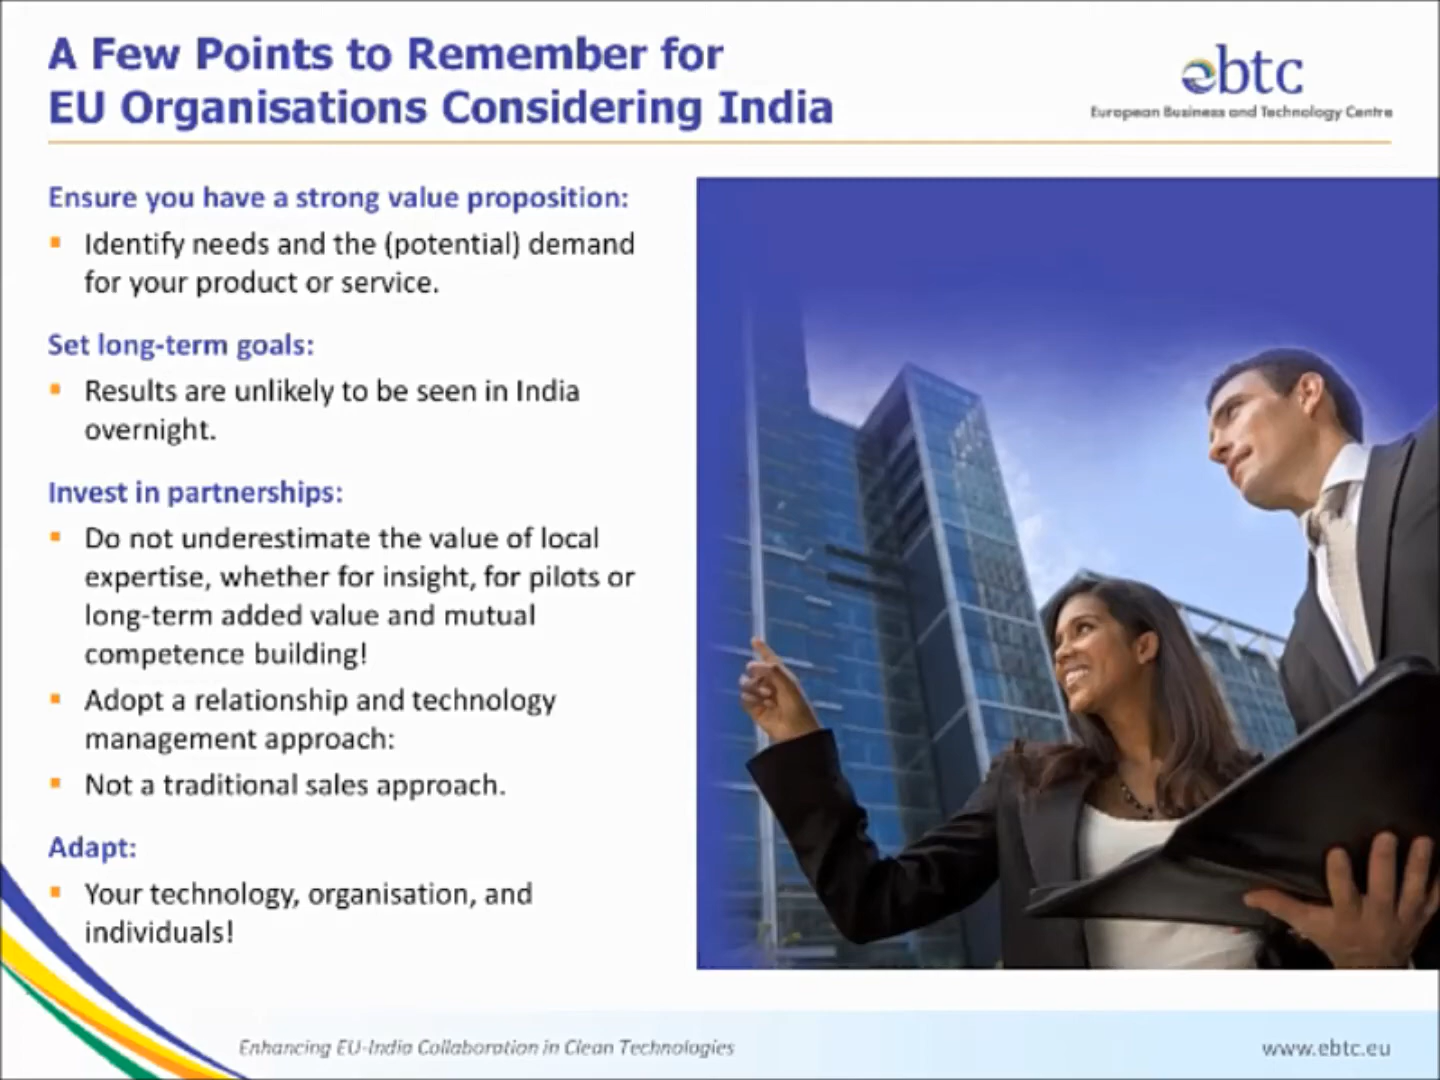 A Few Points to Remember for
EU Organisations Considering India
ebtc
European Business and Technology Centre
Ensure you have a strong value proposition:
Identify needs and the (potential) demand
for your product or service.
Set long-term goals:
Results are unlikely to be seen in India
overnight.
Invest in partnerships:
Do not underestimate the value of local
expertise, whether for insight, for pilots or
long-term added value and mutual
competence building!
Adopt a relationship and technology
management approach:
Not a traditional sales approach.
Adapt:
Your technology, organisation, and
individuals!
Enhancing EU-India Collaboration in Clean Technologies
www.ebtc.eu